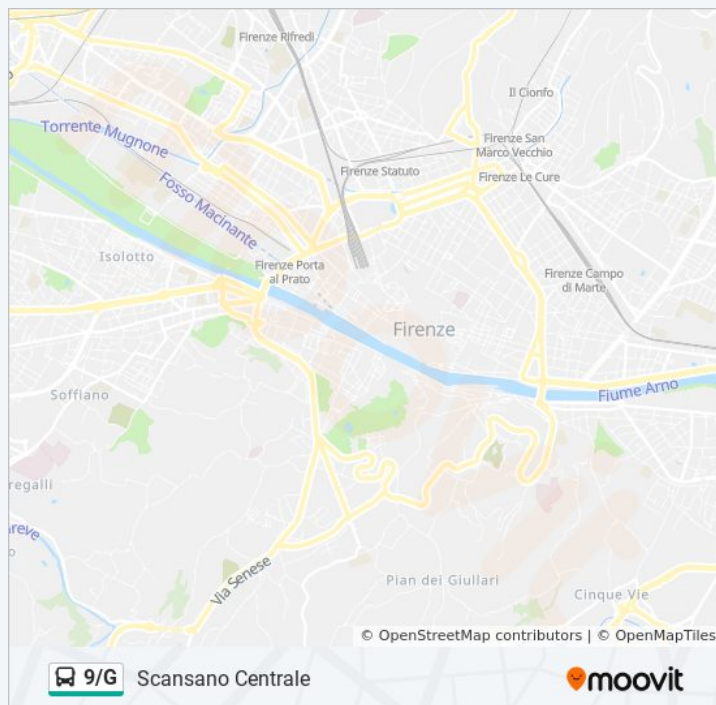 Firenze Rifredi
Il Cionfo
Torrente Mugnone
Firenze San
Marco Vecchio
Firenze Statuto
Firenze Le Cure
Fosso Macinante
Isolotto
Firenze Porta
al Prato
Firenze Campo
di Marte
Firenze
Soffiano
Fiume Arno
regalli
reve
Via Senese
Pian dei Giullari
Cinque Vie
© OpenStreetMap contributors | © OpenMapTiles
9/G Scansano Centrale
moovit